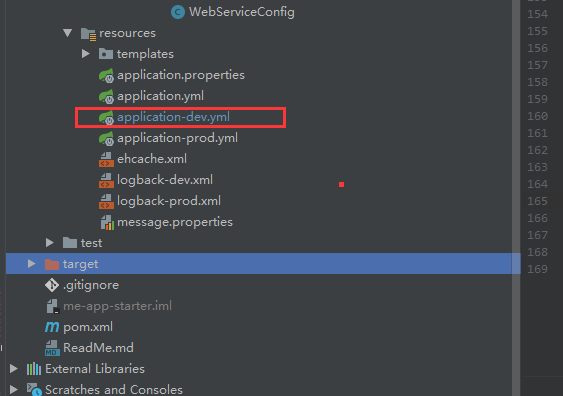 WebServiceConfig
resources
templates
application.properties
application.yml
application-dev.yml
application-prod.yml
ehcache.xml
logback-dev.xml
logback-prod.xml
message.properties
test
target
.gitignore
me-app-starter.iml
pom.xml
ReadMe.md
External Libraries
Scratches and Consoles
154
155
156
157
158
159
160
161
162
163
164
165
166
167
168
169